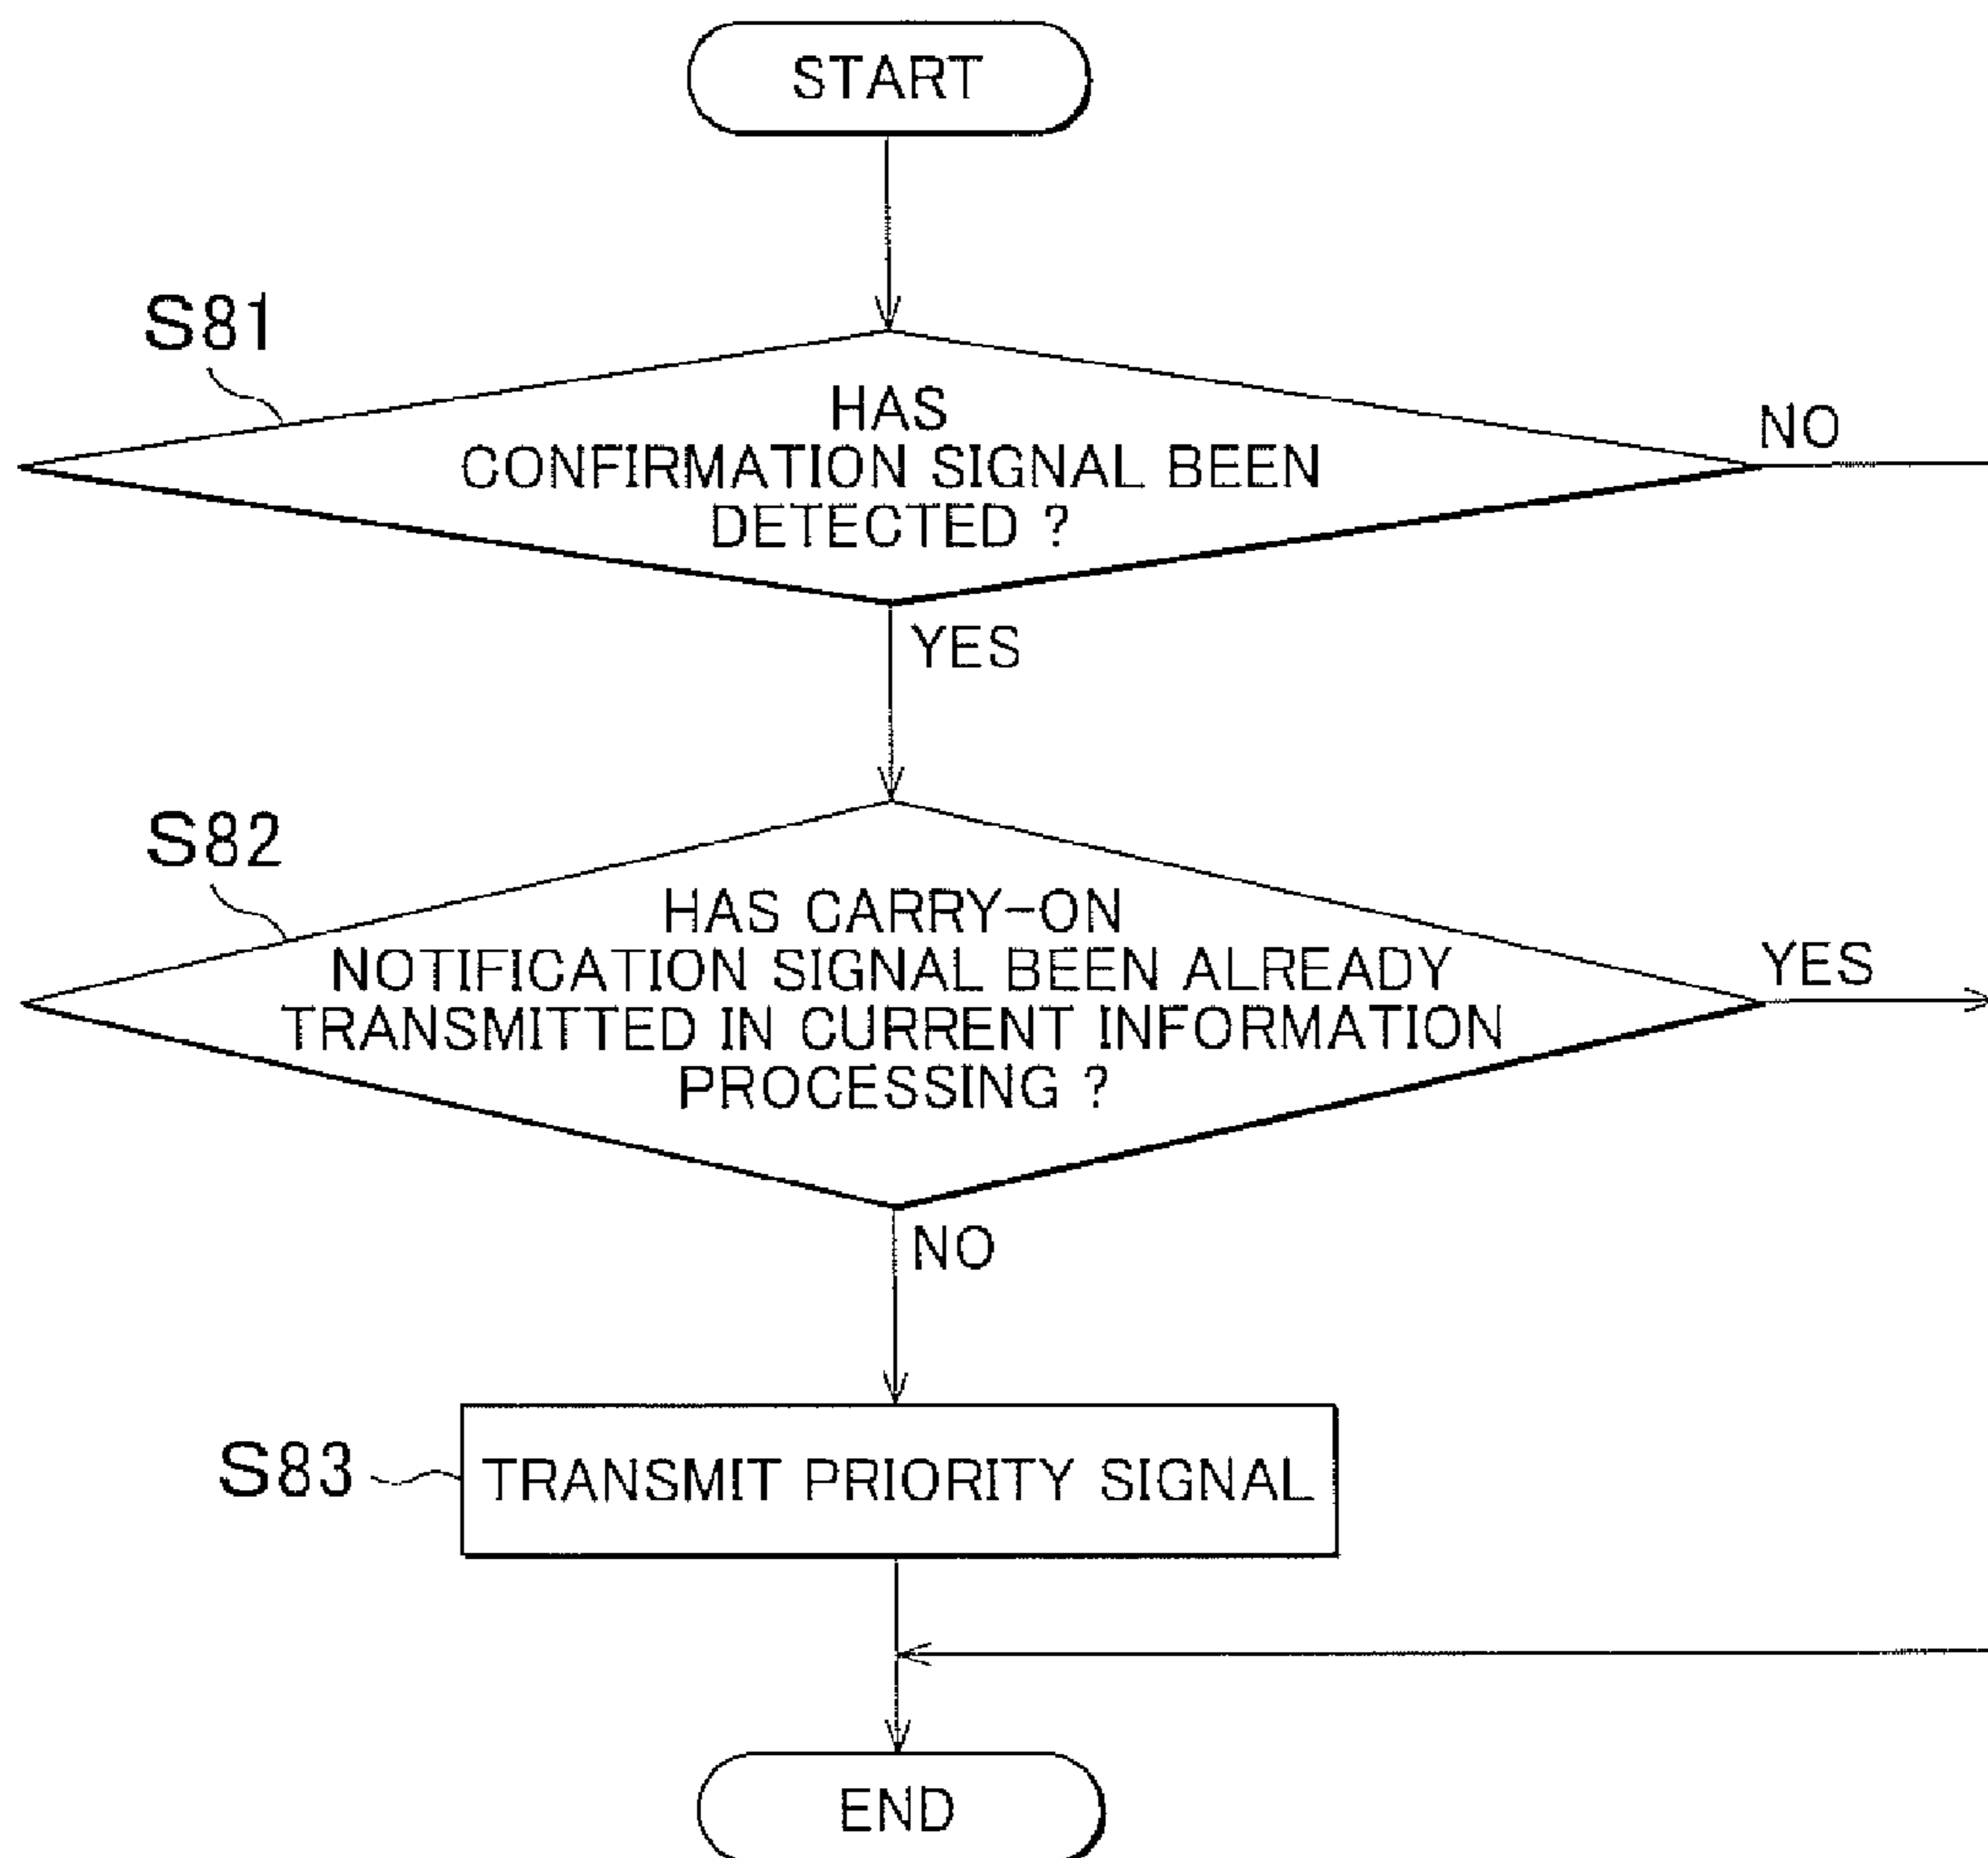 START
S81
HAS
CONFIRMATION SIGNAL BEEN
DETECTED ?
NO
YES
S82
HAS CARRY-ON
NOTIFICATION SIGNAL BEEN ALREADY
TRANSMITTED IN CURRENT INFORMATION
PROCESSING ?
YES
NO
S83
TRANSMIT PRIORITY SIGNAL
END